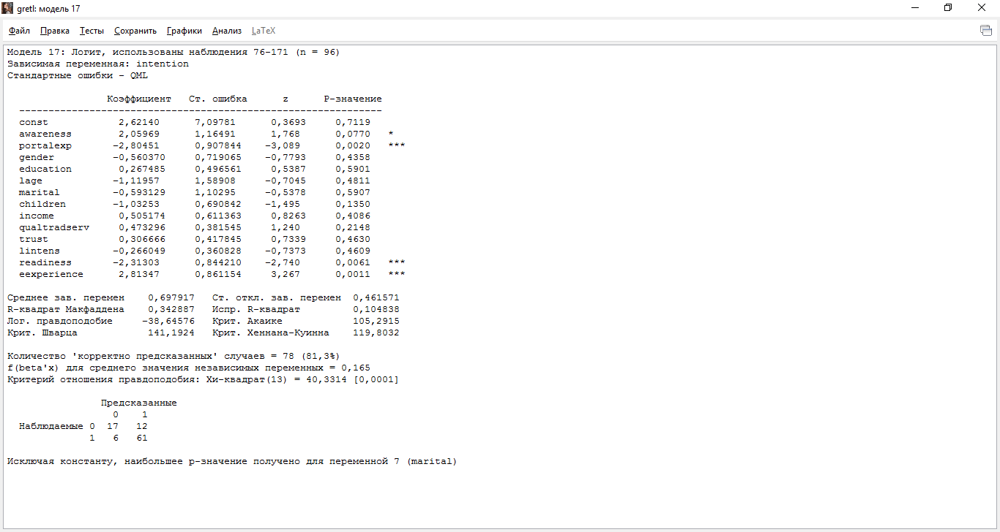 gretl: модель 17
Файл Правка Тесты Сохранить Графики Анализ LaTeX
Модель 17: Логит, использованы наблюдения 76-171 (n = 96)
Зависимая переменная: intention
Стандартные ошибки - QML
Коэффициент Ст. ошибка z P-значение
---------------------------------------------------------------
const 2,62140 7,09781 0,3693 0,7119
awareness 2,05969 1,16491 1,768 0,0770 *
portalexp -2,80451 0,907844 -3,089 0,0020 ***
gender -0,560370 0,719065 -0,7793 0,4358
education 0,267485 0,496561 0,5387 0,5901
lage -1,11957 1,58908 -0,7045 0,4811
marital -0,593129 1,10295 -0,5378 0,5907
children -1,03253 0,690842 -1,495 0,1350
income 0,505174 0,611363 0,8263 0,4086
qualtradserv 0,473296 0,381545 1,240 0,2148
trust 0,306666 0,417845 0,7339 0,4630
lintens -0,266049 0,360828 -0,7373 0,4609
readiness -2,31303 0,844210 -2,740 0,0061 ***
eexperience 2,81347 0,861154 3,267 0,0011 ***
Среднее зав. перемен 0,697917 Ст. откл. зав. перемен 0,461571
R-квадрат Макфаддена 0,342887 Испр. R-квадрат 0,104838
Лог. правдоподобие -38,64576 Крит. Акаике 105,2915
Крит. Шварца 141,1924 Крит. Хеннана-Куинна 119,8032
Количество 'корректно предсказанных' случаев = 78 (81,3%)
f(beta'x) для среднего значения независимых переменных = 0,165
Критерий отношения правдоподобия: Хи-квадрат(13) = 40,3314 [0,0001]
Предсказанные
0 1
Наблюдаемые 0 17 12
1 6 61
Исключая константу, наибольшее р-значение получено для переменной 7 (marital)